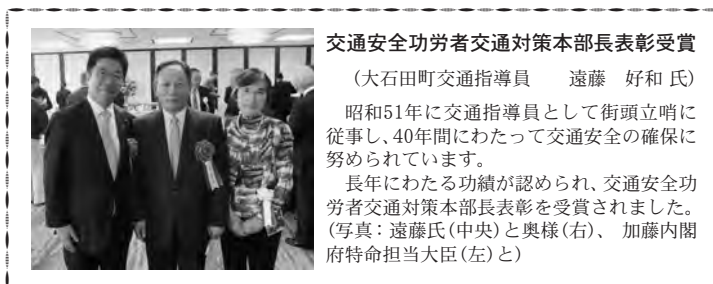 交通安全功労者交通対策本部長表彰受賞
(大石田町交通指導員　　遠藤　好和 氏)
　昭和51年に交通指導員として街頭立哨に
従事し、40年間にわたって交通安全の確保に
努められています。
　長年にわたる功績が認められ、交通安全功
労者交通対策本部長表彰を受賞されました。
(写真：遠藤氏(中央)と奥様(右)、 加藤内閣
府特命担当大臣(左)と)